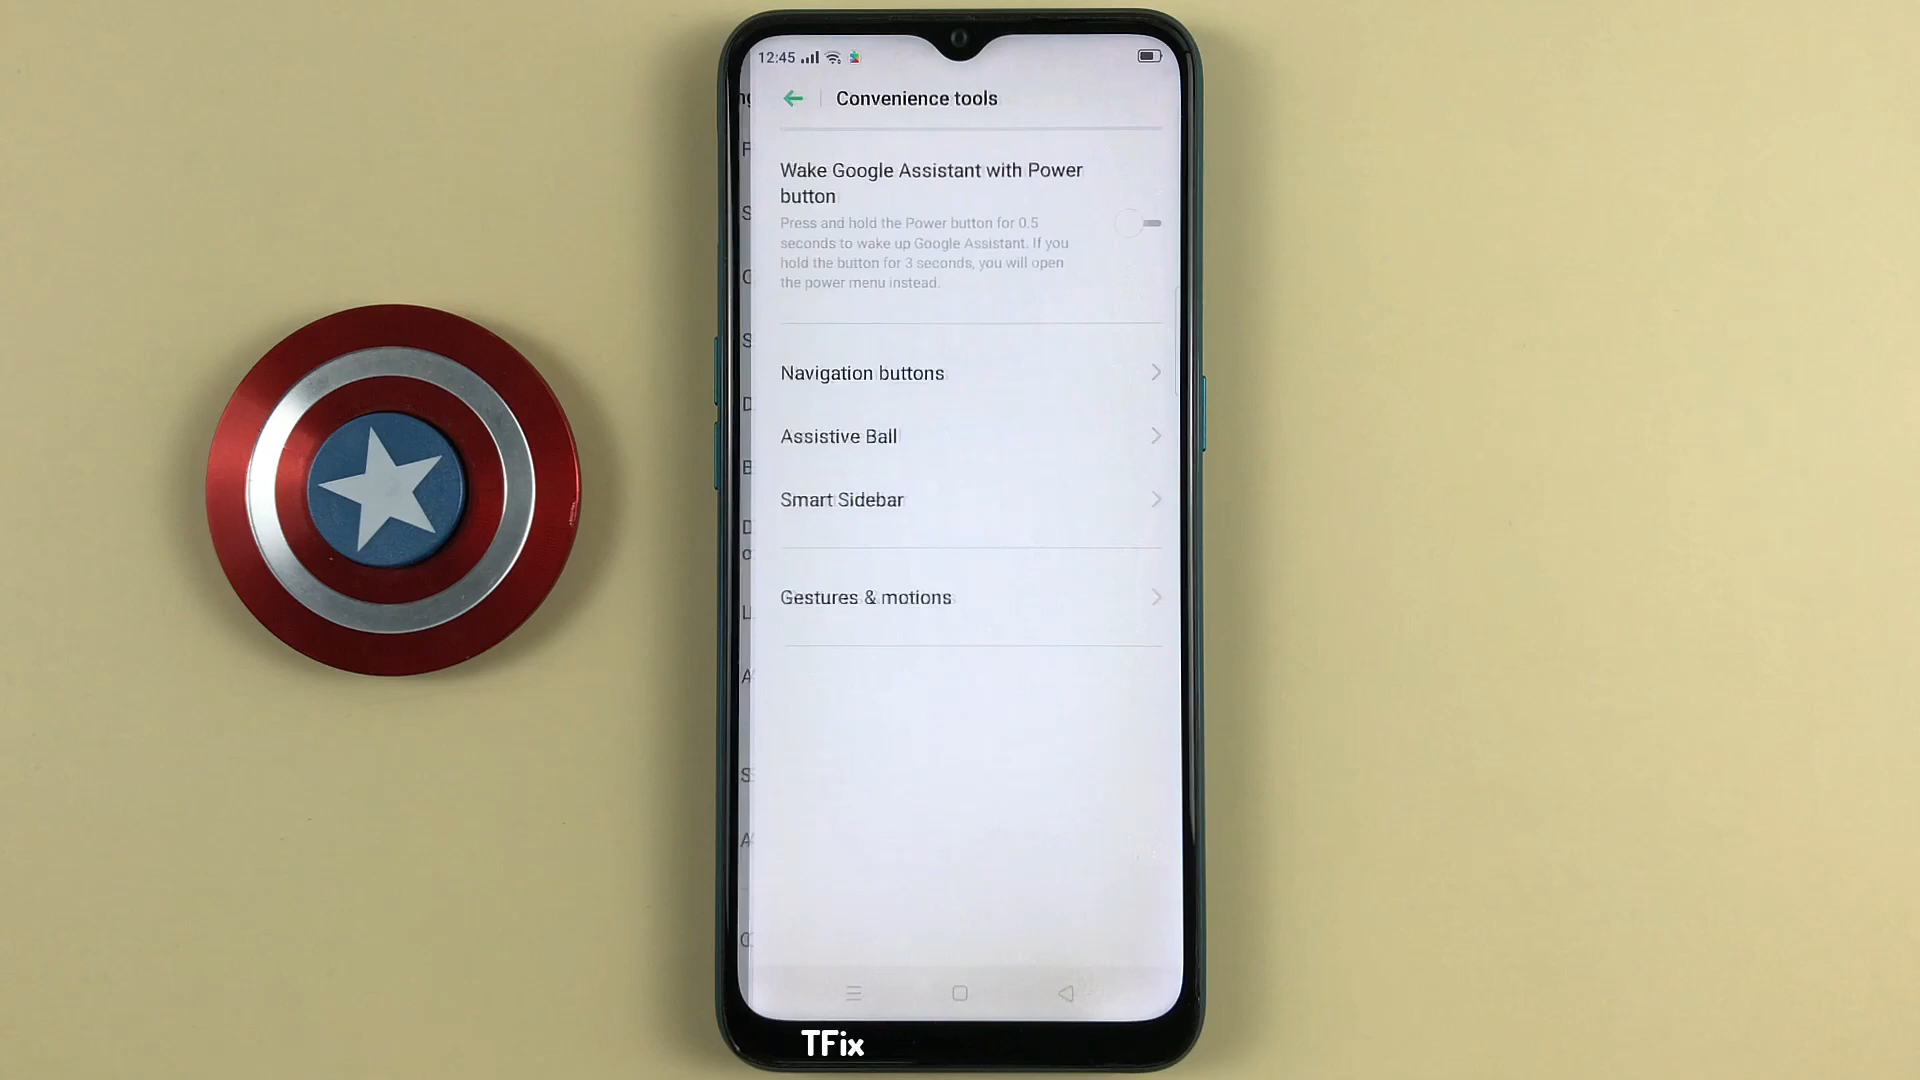 12:45
Convenience tools
Wake Google Assistant with Power
button
Press and hold the Power button for 0.5
seconds to wake up Google Assistant. If you
hold the button for 3 seconds, you will open
the power menu instead.
Navigation buttons
Assistive Ball
Smart Sidebar
Gestures & motions
TFix